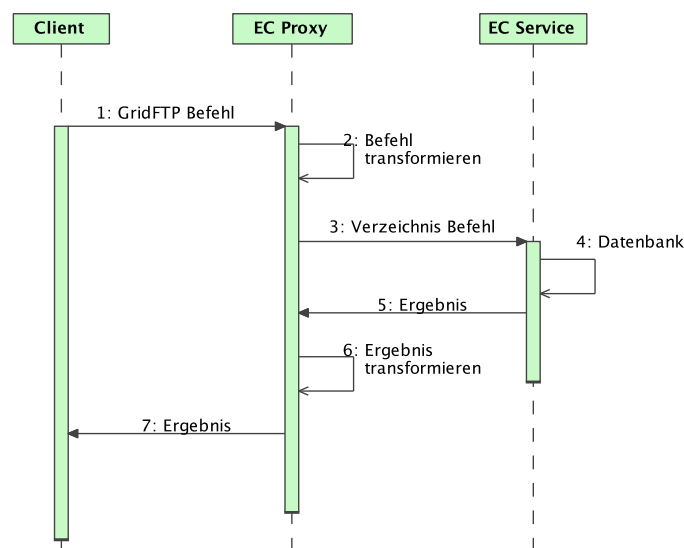 Client
EC Proxy
EC Service
1: GridFTP Befehl
2: Befehl
transformieren
3: Verzeichnis Befehl
4: Datenbank
5: Ergebnis
6: Ergebnis
transformieren
7: Ergebnis